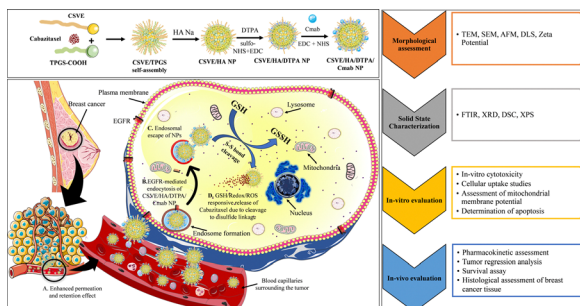 CSVE
Cabazitaxel
TPGS-COOH
CSVE/TPGS
self-assembly
HA Na
CSVE/HA NP
DTPA
sulfo-
NHS+EDC
CSVE/HA/DTPA
NP
Cmab
EDC + NHS
CSVE/HA/DTPA/
Cmab NP
Plasma membrane
Breast cancer
EGFR
C. Endosomal
escape of NPs
GSH
Lysosome
S-S bond
cleavage
GSSH
Mitochondria
B.EGFR-mediated
endocytosis of
CSVE/HA/DTPA/
Cmab NP
D. GSH/Redox/ROS
responsive,release of
Cabazitaxel due to cleavage
to disulfide linkage
Nucleus
Endosome formation
A. Enhanced permeation
and retention effect
Blood capillaries
surrounding the tumor
Morphological
assessment
• TEM, SEM, AFM, DLS, Zeta
Potential
Solid State
Characterization
• FTIR, XRD, DSC, XPS
In-vitro evaluation
• In-vitro cytotoxicity
• Cellular uptake studies
• Assessment of mitochondrial
membrane potential
• Determination of apoptosis
In-vivo evaluation
• Pharmacokinetic assessment
• Tumor regression analysis
• Survival assay
• Histological assessment of breast
cancer tissue